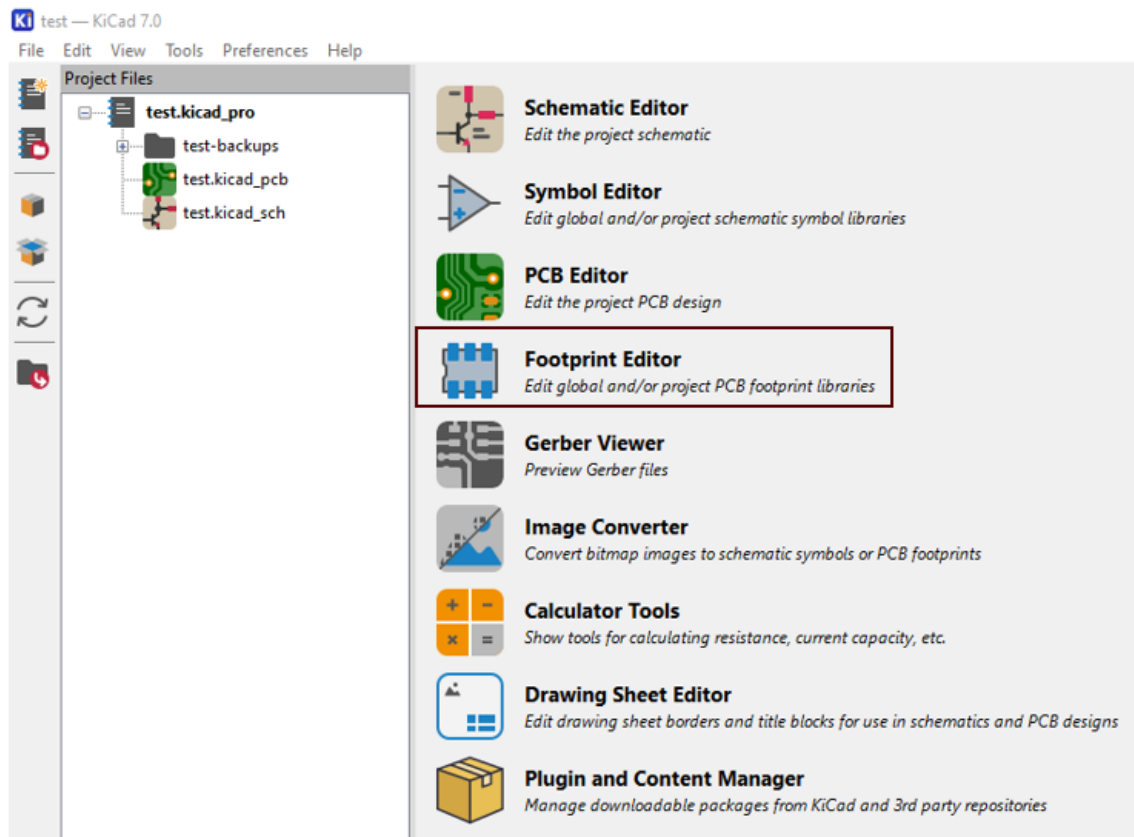 Ki test — KiCad 7.0
File Edit View Tools Preferences Help
Project Files
test.kicad_pro
test-backups
test.kicad_pcb
test.kicad_sch
Schematic Editor
Edit the project schematic
Symbol Editor
Edit global and/or project schematic symbol libraries
PCB Editor
Edit the project PCB design
Footprint Editor
Edit global and/or project PCB footprint libraries
Gerber Viewer
Preview Gerber files
Image Converter
Convert bitmap images to schematic symbols or PCB footprints
Calculator Tools
Show tools for calculating resistance, current capacity, etc.
Drawing Sheet Editor
Edit drawing sheet borders and title blocks for use in schematics and PCB designs
Plugin and Content Manager
Manage downloadable packages from KiCad and 3rd party repositories